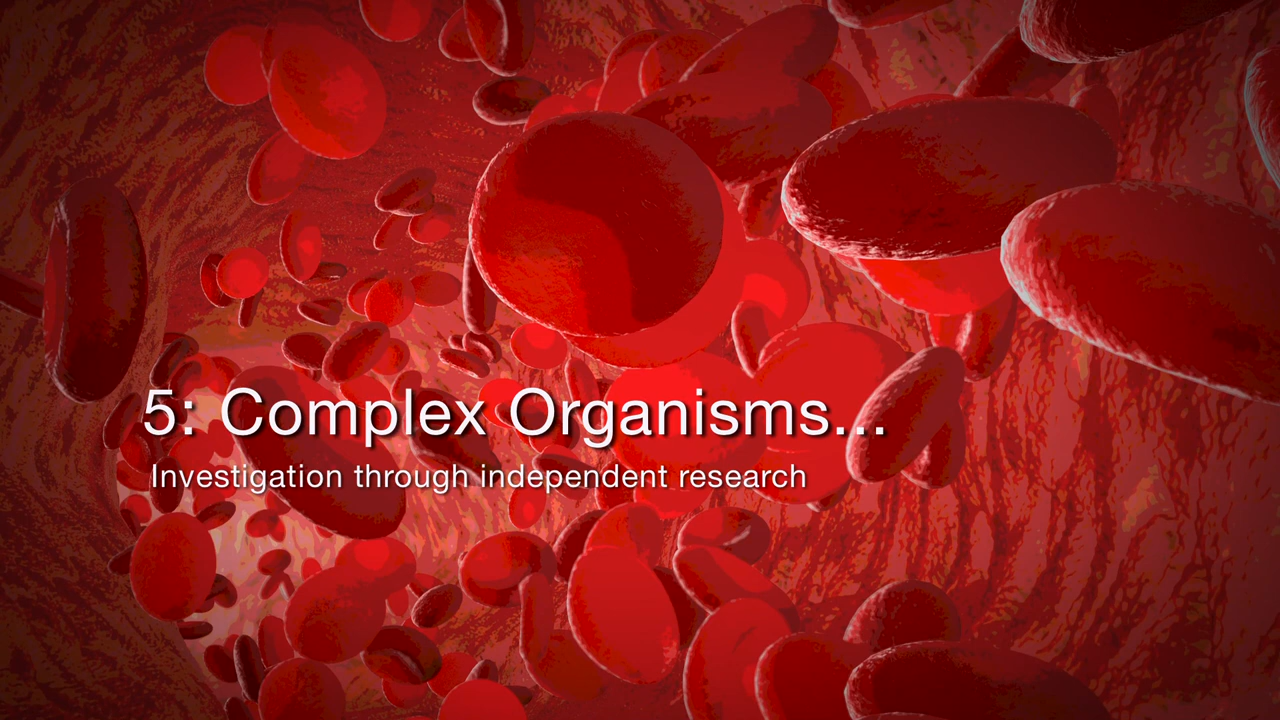 5: Complex Organisms...
Investigation through independent research